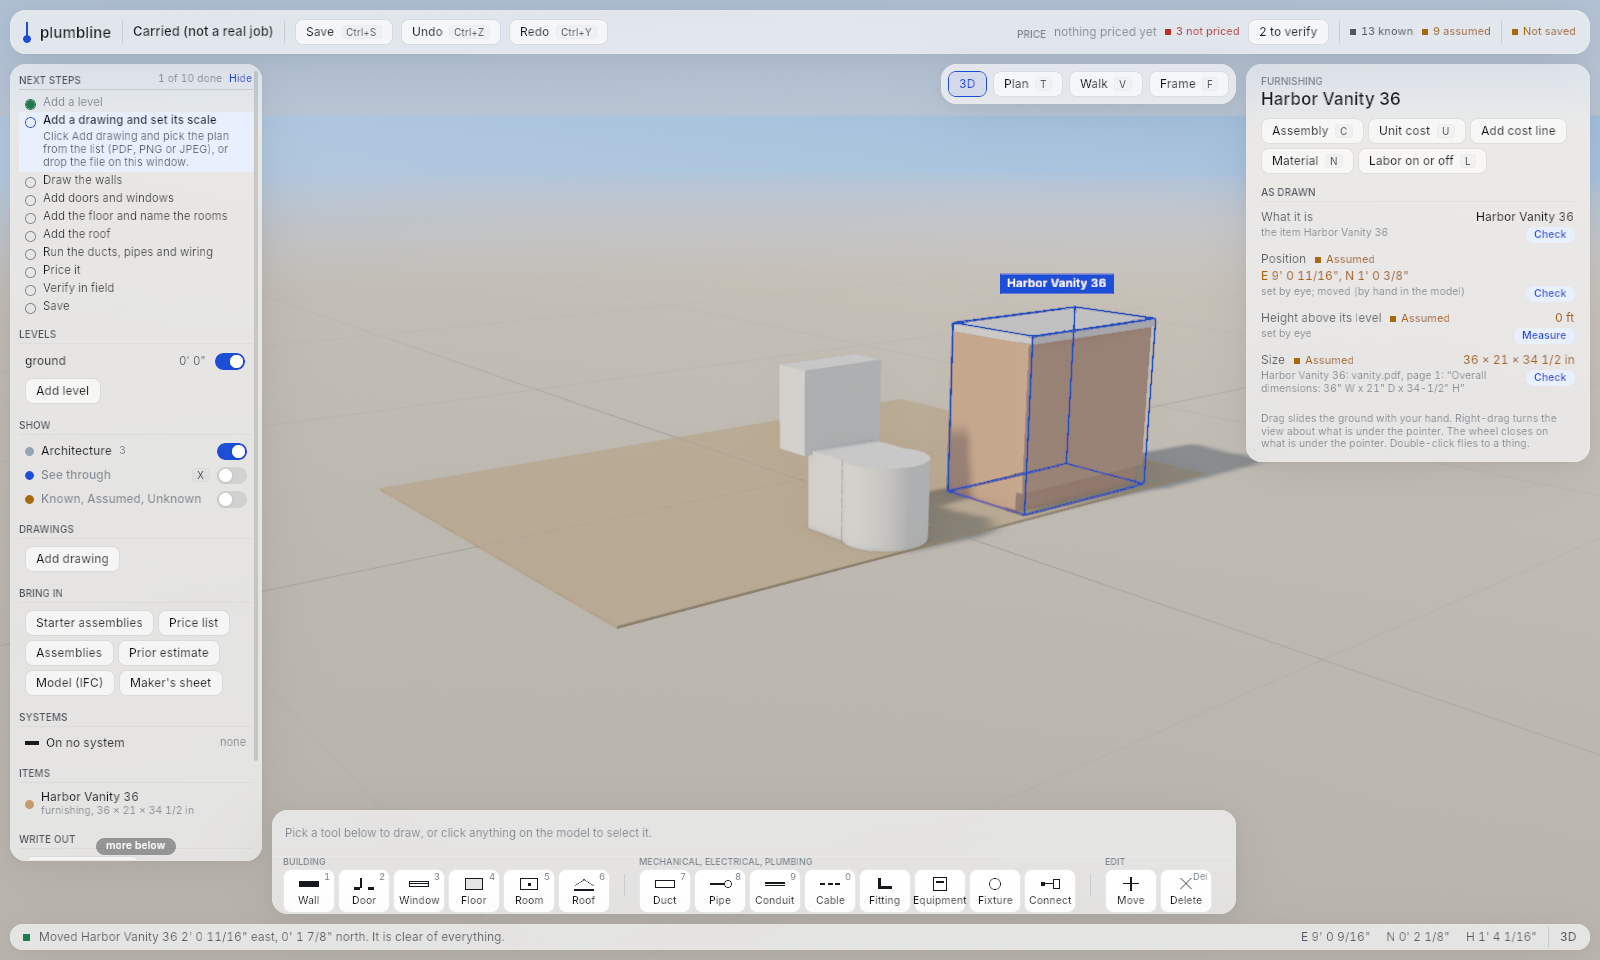 plumbline
Carried (not a real job)
Save Ctrl+S
Undo Ctrl+Z
Redo Ctrl+Y
PRICE nothing priced yet
3 not priced
2 to verify
13 known
9 assumed
Not saved
NEXT STEPS 1 of 10 done Hide
Add a level
Add a drawing and set its scale
Click Add drawing and pick the plan
from the list (PDF, PNG or JPEG), or
drop the file on this window.
Draw the walls
Add doors and windows
Add the floor and name the rooms
Add the roof
Run the ducts, pipes and wiring
Price it
Verify in field
Save
LEVELS
ground 0' 0"
Add level
SHOW
Architecture 3
See through X
Known, Assumed, Unknown
DRAWINGS
Add drawing
BRING IN
Starter assemblies Price list
Assemblies Prior estimate
Model (IFC) Maker's sheet
SYSTEMS
On no system none
ITEMS
Harbor Vanity 36
furnishing, 36 × 21 × 34 1/2 in
WRITE OUT
more below
3D Plan T Walk V Frame F
Harbor Vanity 36
FURNISHING
Harbor Vanity 36
Assembly C Unit cost U Add cost line
Material N Labor on or off L
AS DRAWN
What it is Harbor Vanity 36
the item Harbor Vanity 36 Check
Position Assumed
E 9' 0 11/16", N 1' 0 3/8"
set by eye; moved (by hand in the model) Check
Height above its level Assumed 0 ft
set by eye Measure
Size Assumed 36 × 21 × 34 1/2 in
Harbor Vanity 36: vanity.pdf, page 1: "Overall Check
dimensions: 36" W x 21" D x 34-1/2" H"
Drag slides the ground with your hand. Right-drag turns the
view about what is under the pointer. The wheel closes on
what is under the pointer. Double-click flies to a thing.
Pick a tool below to draw, or click anything on the model to select it.
BUILDING
1 Wall
2 Door
3 Window
4 Floor
5 Room
6 Roof
MECHANICAL, ELECTRICAL, PLUMBING
7 Duct
8 Pipe
9 Conduit
0 Cable
Fitting
Equipment
Fixture
Connect
EDIT
Move
Del Delete
Moved Harbor Vanity 36 2' 0 11/16" east, 0' 1 7/8" north. It is clear of everything.
E 9' 0 9/16" N 0' 2 1/8" H 1' 4 1/16" 3D